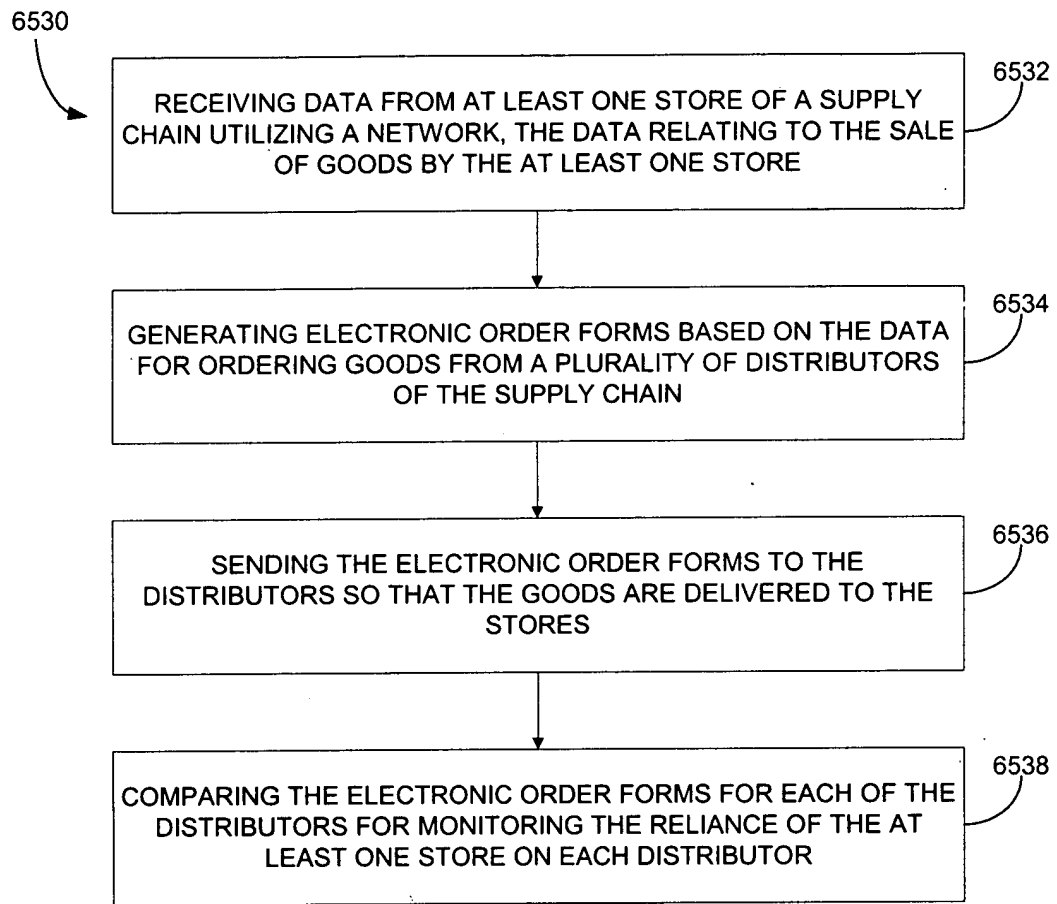 6530
6532
RECEIVING DATA FROM AT LEAST ONE STORE OF A SUPPLY
CHAIN UTILIZING A NETWORK, THE DATA RELATING TO THE SALE
OF GOODS BY THE AT LEAST ONE STORE
6534
GENERATING ELECTRONIC ORDER FORMS BASED ON THE DATA
FOR ORDERING GOODS FROM A PLURALITY OF DISTRIBUTORS
OF THE SUPPLY CHAIN
6536
SENDING THE ELECTRONIC ORDER FORMS TO THE
DISTRIBUTORS SO THAT THE GOODS ARE DELIVERED TO THE
STORES
6538
COMPARING THE ELECTRONIC ORDER FORMS FOR EACH OF THE
DISTRIBUTORS FOR MONITORING THE RELIANCE OF THE AT
LEAST ONE STORE ON EACH DISTRIBUTOR